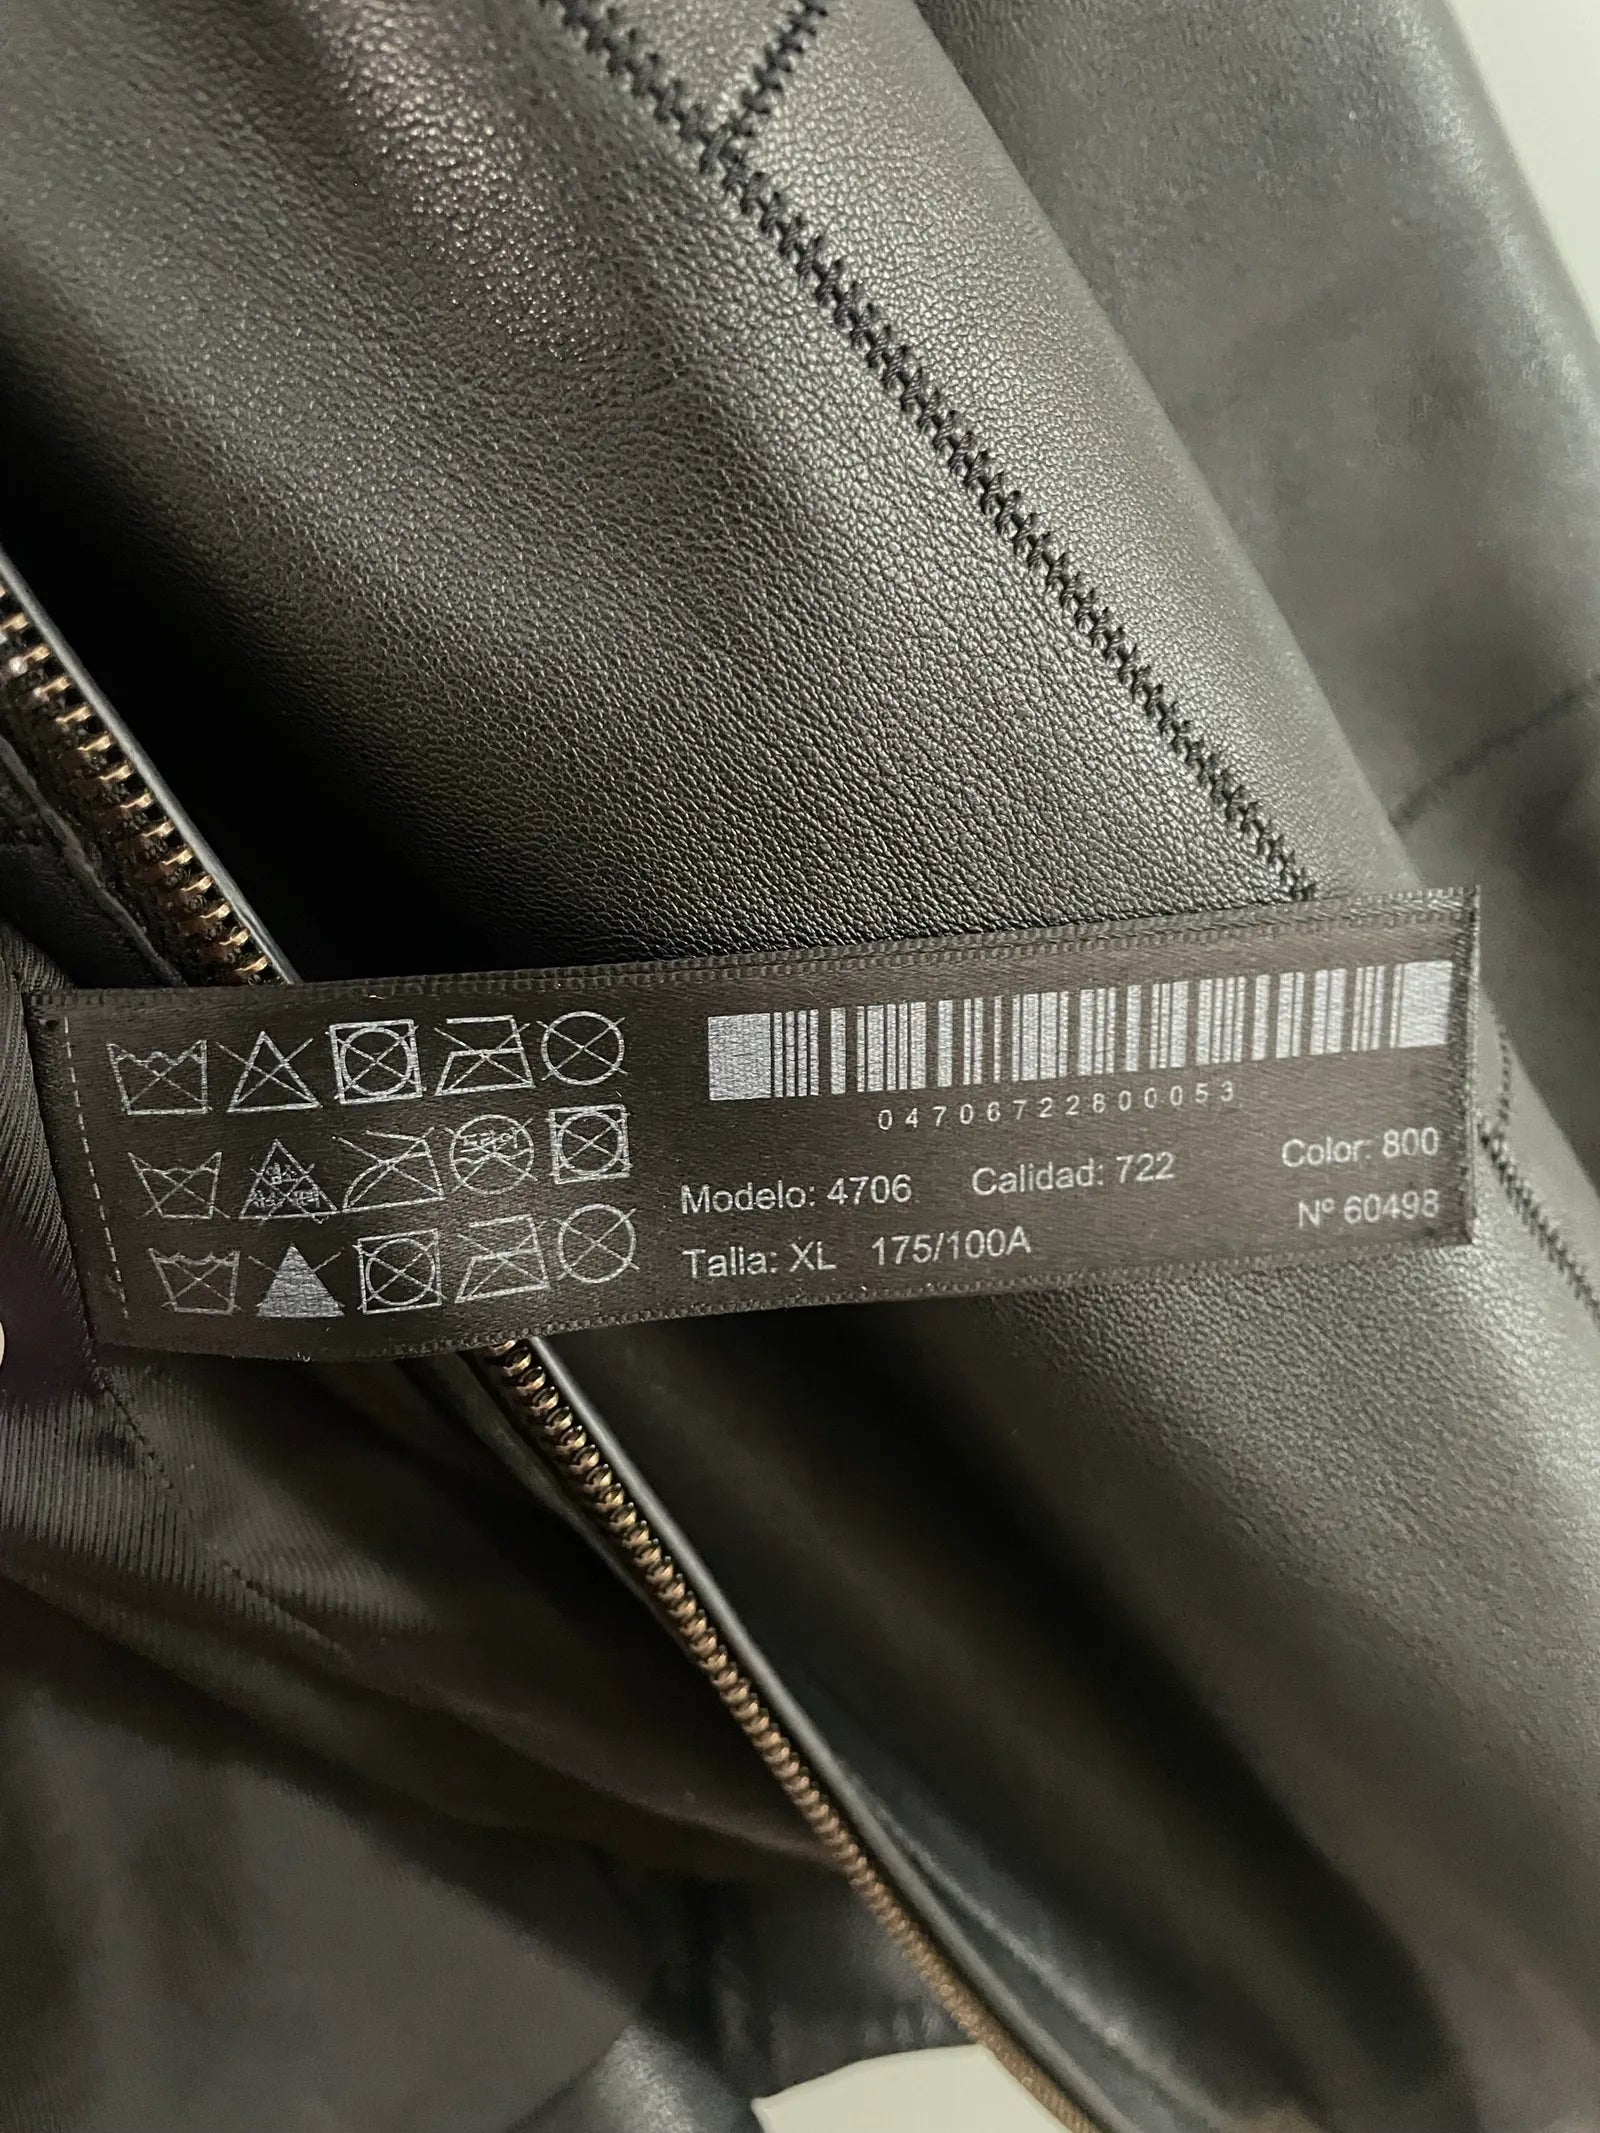 04706722800053
Modelo: 4706 Calidad: 722 Color: 800
Talla: XL 175/100A Nº 60498